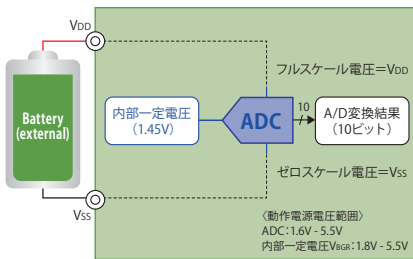 VDD
フルスケール電圧=VDD
Battery
(external)
内部一定電圧
(1.45V)
ADC
10
A/D変換結果
(10ビット)
ゼロスケール電圧=VSS
VSS
〈動作電源電圧範囲〉
ADC:1.6V - 5.5V
内部一定電圧VBGR:1.8V - 5.5V